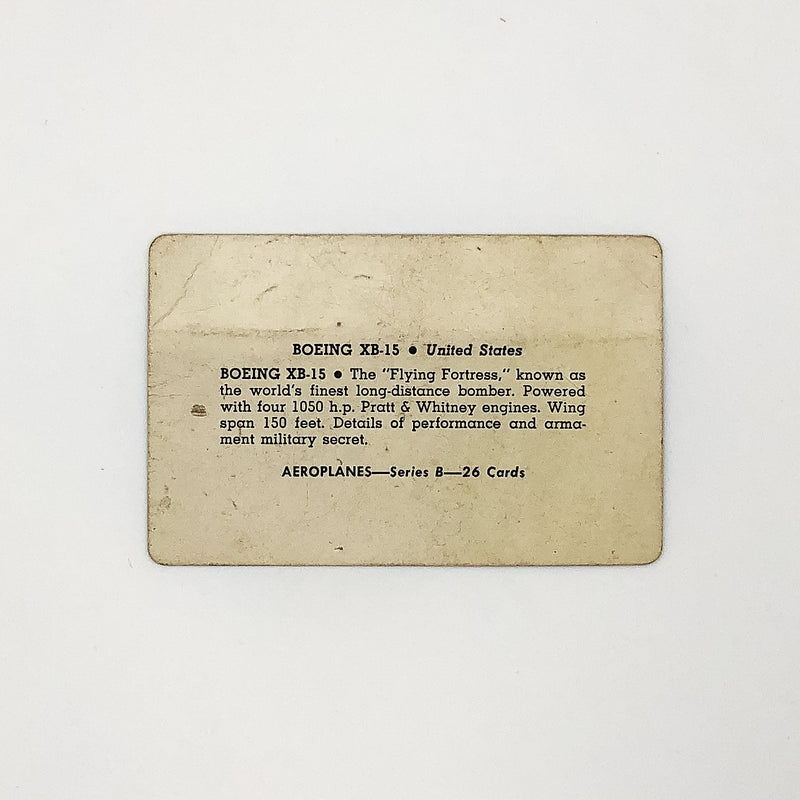 BOEING XB-15 ● United States
BOEING XB-15 ● The "Flying Fortress," known as
the world's finest long-distance bomber. Powered
with four 1050 h.p. Pratt & Whitney engines. Wing
span 150 feet. Details of performance and arma-
ment military secret.
AEROPLANES—Series B—26 Cards